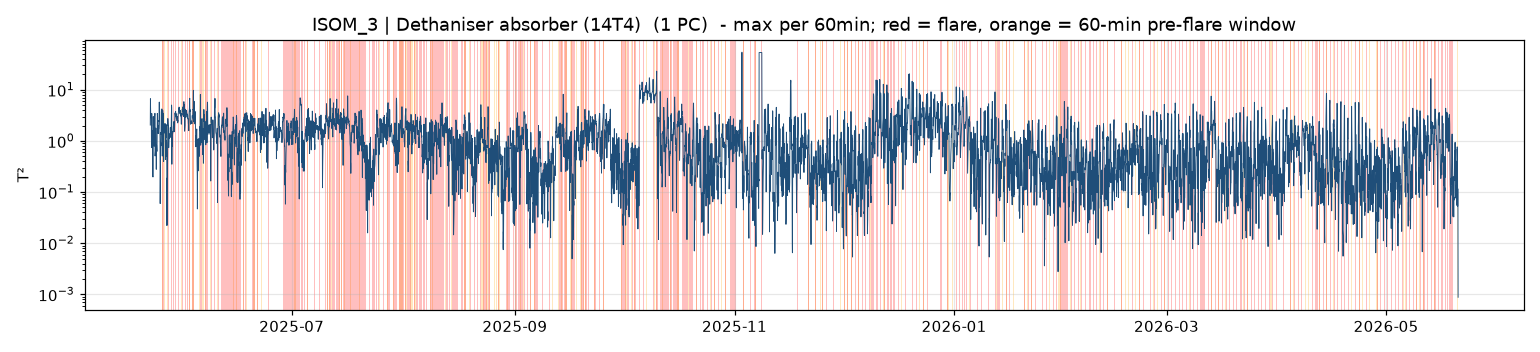 ISOM_3 | Dethaniser absorber (14T4)  (1 PC)  - max per 60min; red = flare, orange = 60-min pre-flare window
T²
10¹
10⁰
10⁻¹
10⁻²
10⁻³
2025-07 2025-09 2025-11 2026-01 2026-03 2026-05